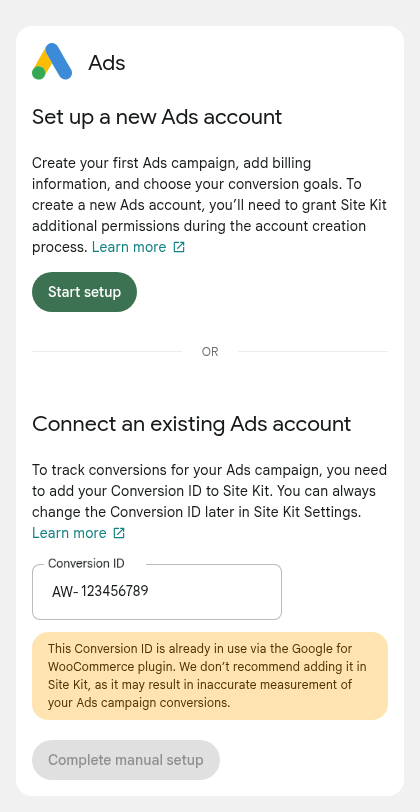 Ads
Set up a new Ads account
Create your first Ads campaign, add billing
information, and choose your conversion goals. To
create a new Ads account, you’ll need to grant Site Kit
additional permissions during the account creation
process. Learn more
Start setup
OR
Connect an existing Ads account
To track conversions for your Ads campaign, you need
to add your Conversion ID to Site Kit. You can always
change the Conversion ID later in Site Kit Settings.
Learn more
Conversion ID
AW- 123456789
This Conversion ID is already in use via the Google for
WooCommerce plugin. We don’t recommend adding it in
Site Kit, as it may result in inaccurate measurement of
your Ads campaign conversions.
Complete manual setup